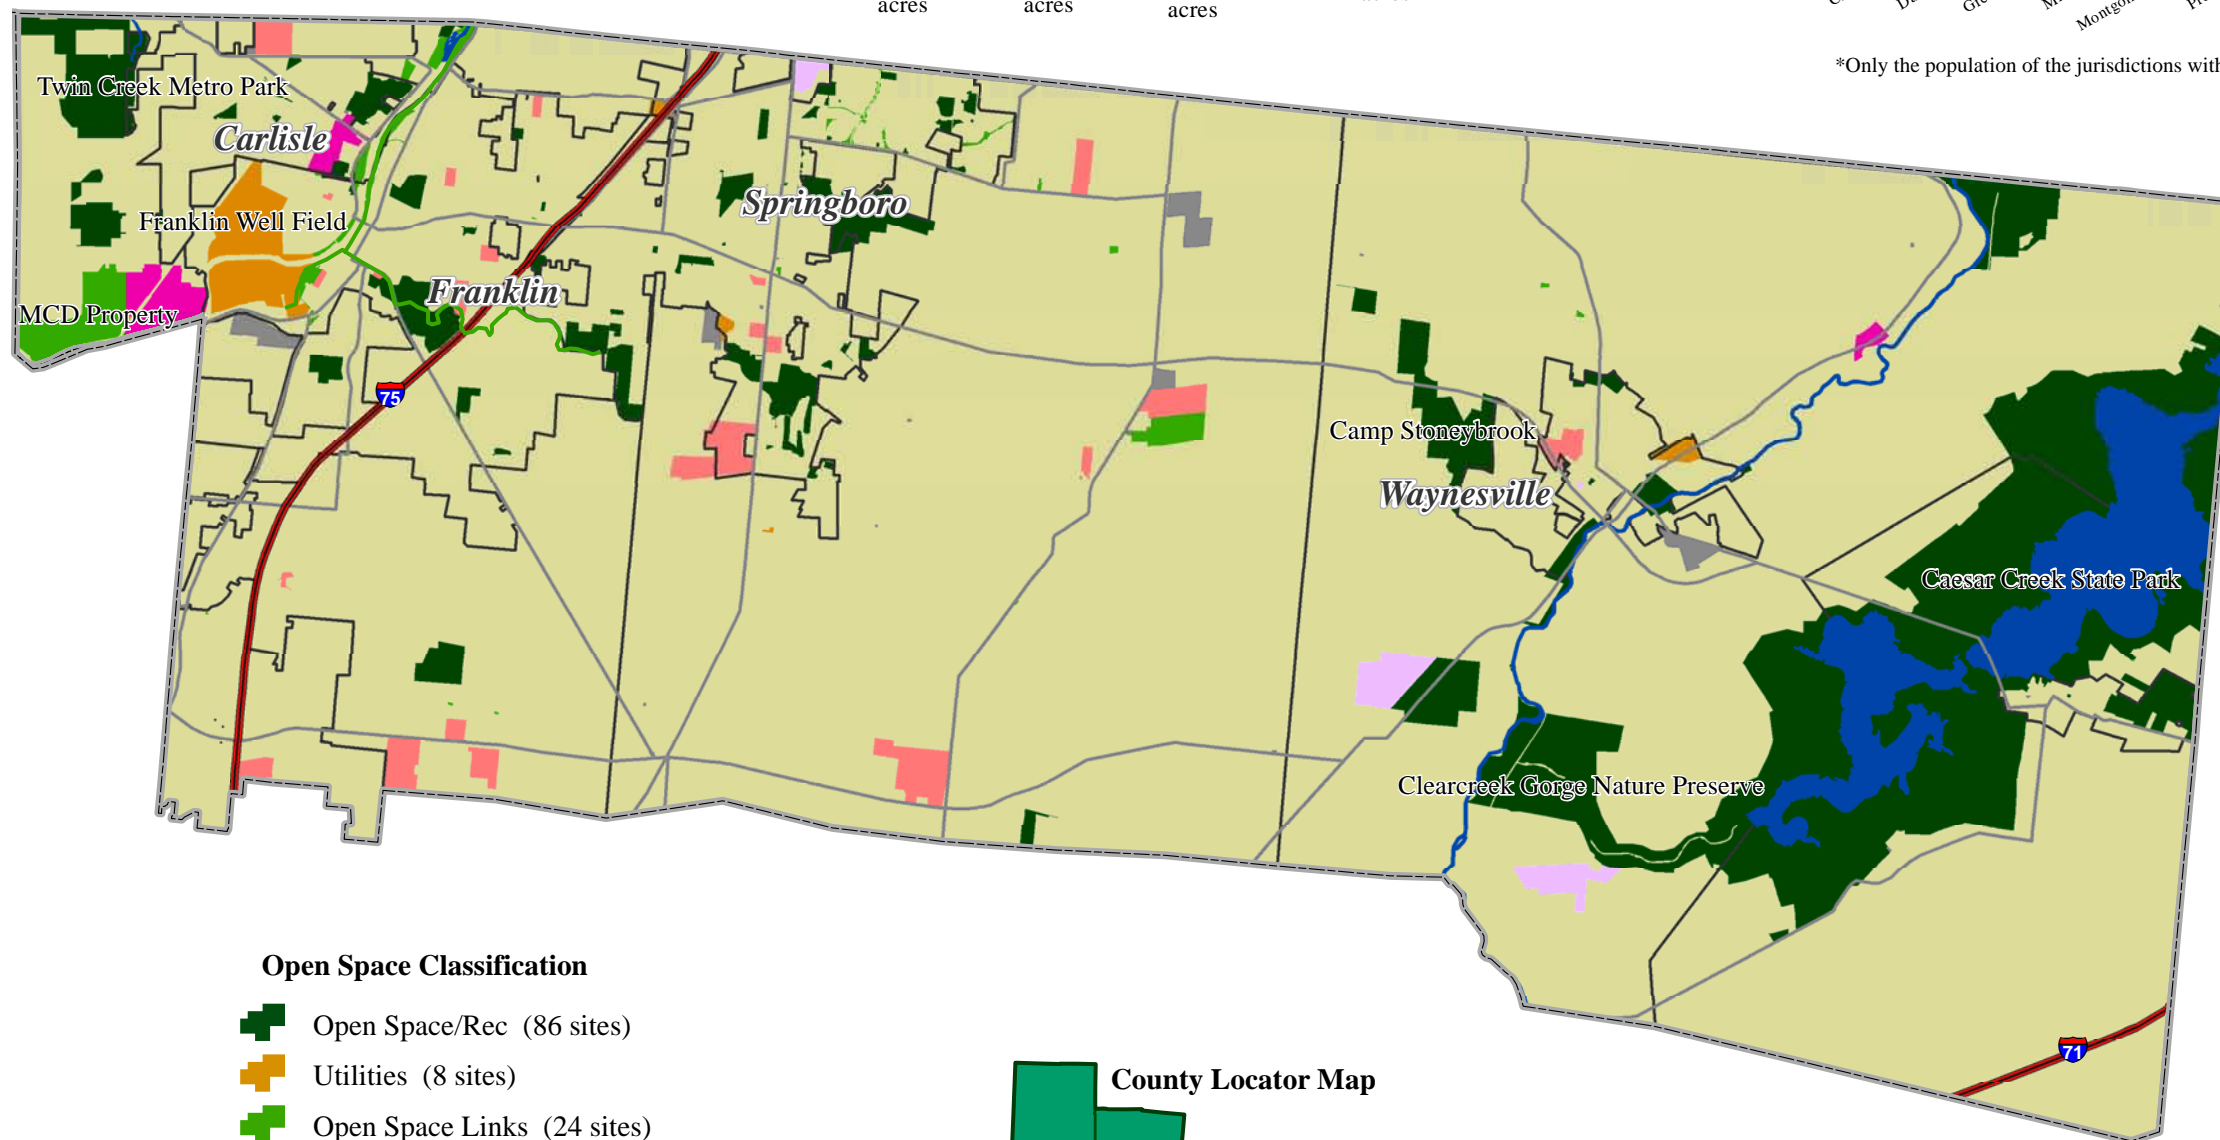 acres
acres
acres
*Only the population of the jurisdictions with
Twin Creek Metro Park
Carlisle
Springboro
Franklin Well Field
Franklin
MCD Property
75
Camp Stoneybrook
Waynesville
Caesar Creek State Park
Clearcreek Gorge Nature Preserve
Open Space Classification
Open Space/Rec (86 sites)
71
Utilities (8 sites)
County Locator Map
Open Space Links (24 sites)